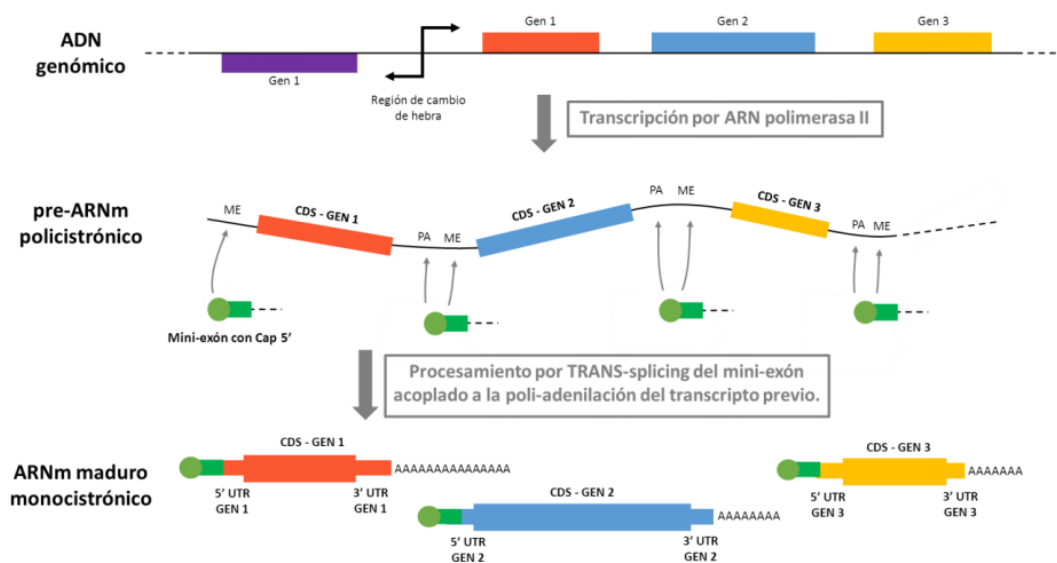 ADN
genómico
Gen 1
Gen 2
Gen 3
Gen 1
Región de cambio
de hebra
Transcripción por ARN polimerasa II
pre-ARNm
policistrónico
ME
CDS - GEN 1
PA
ME
CDS - GEN 2
PA
ME
CDS - GEN 3
PA
ME
Mini-exón con Cap 5’
Procesamiento por TRANS-splicing del mini-exón
acoplado a la poli-adenilación del transcripto previo.
ARNm maduro
monocistrónico
CDS - GEN 1
AAAAAAAAAAAAAAA
5’ UTR
GEN 1
3’ UTR
GEN 1
CDS - GEN 2
AAAAAAAA
5’ UTR
GEN 2
3’ UTR
GEN 2
CDS - GEN 3
AAAAAAA
5’ UTR
GEN 3
3’ UTR
GEN 3